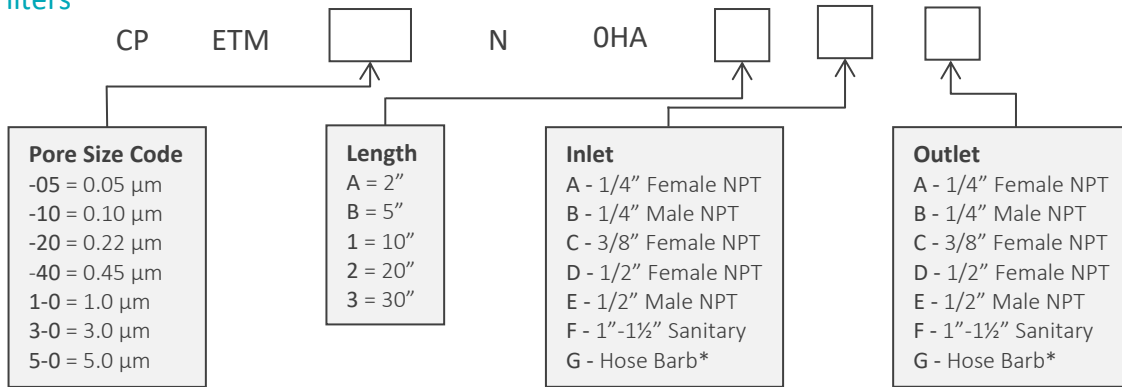 CP ETM N 0HA
Pore Size Code
-05 = 0.05 µm
-10 = 0.10 µm
-20 = 0.22 µm
-40 = 0.45 µm
1-0 = 1.0 µm
3-0 = 3.0 µm
5-0 = 5.0 µm
Length
A = 2”
B = 5”
1 = 10”
2 = 20”
3 = 30”
Inlet
A - 1/4” Female NPT
B - 1/4” Male NPT
C - 3/8” Female NPT
D - 1/2” Female NPT
E - 1/2” Male NPT
F - 1”-1½” Sanitary
G - Hose Barb*
Outlet
A - 1/4” Female NPT
B - 1/4” Male NPT
C - 3/8” Female NPT
D - 1/2” Female NPT
E - 1/2” Male NPT
F - 1”-1½” Sanitary
G - Hose Barb*